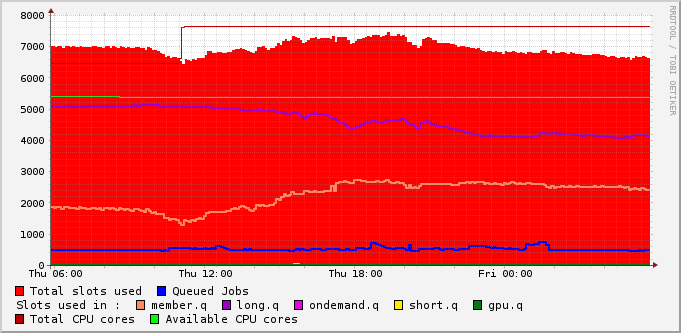 8000
7000
6000
5000
4000
3000
2000
1000
0
Thu 06:00 Thu 12:00 Thu 18:00 Fri 00:00
RRDTOOL / TOBI OETIKER
Total slots used Queued Jobs
Slots used in : member.q long.q ondemand.q short.q gpu.q
Total CPU cores Available CPU cores